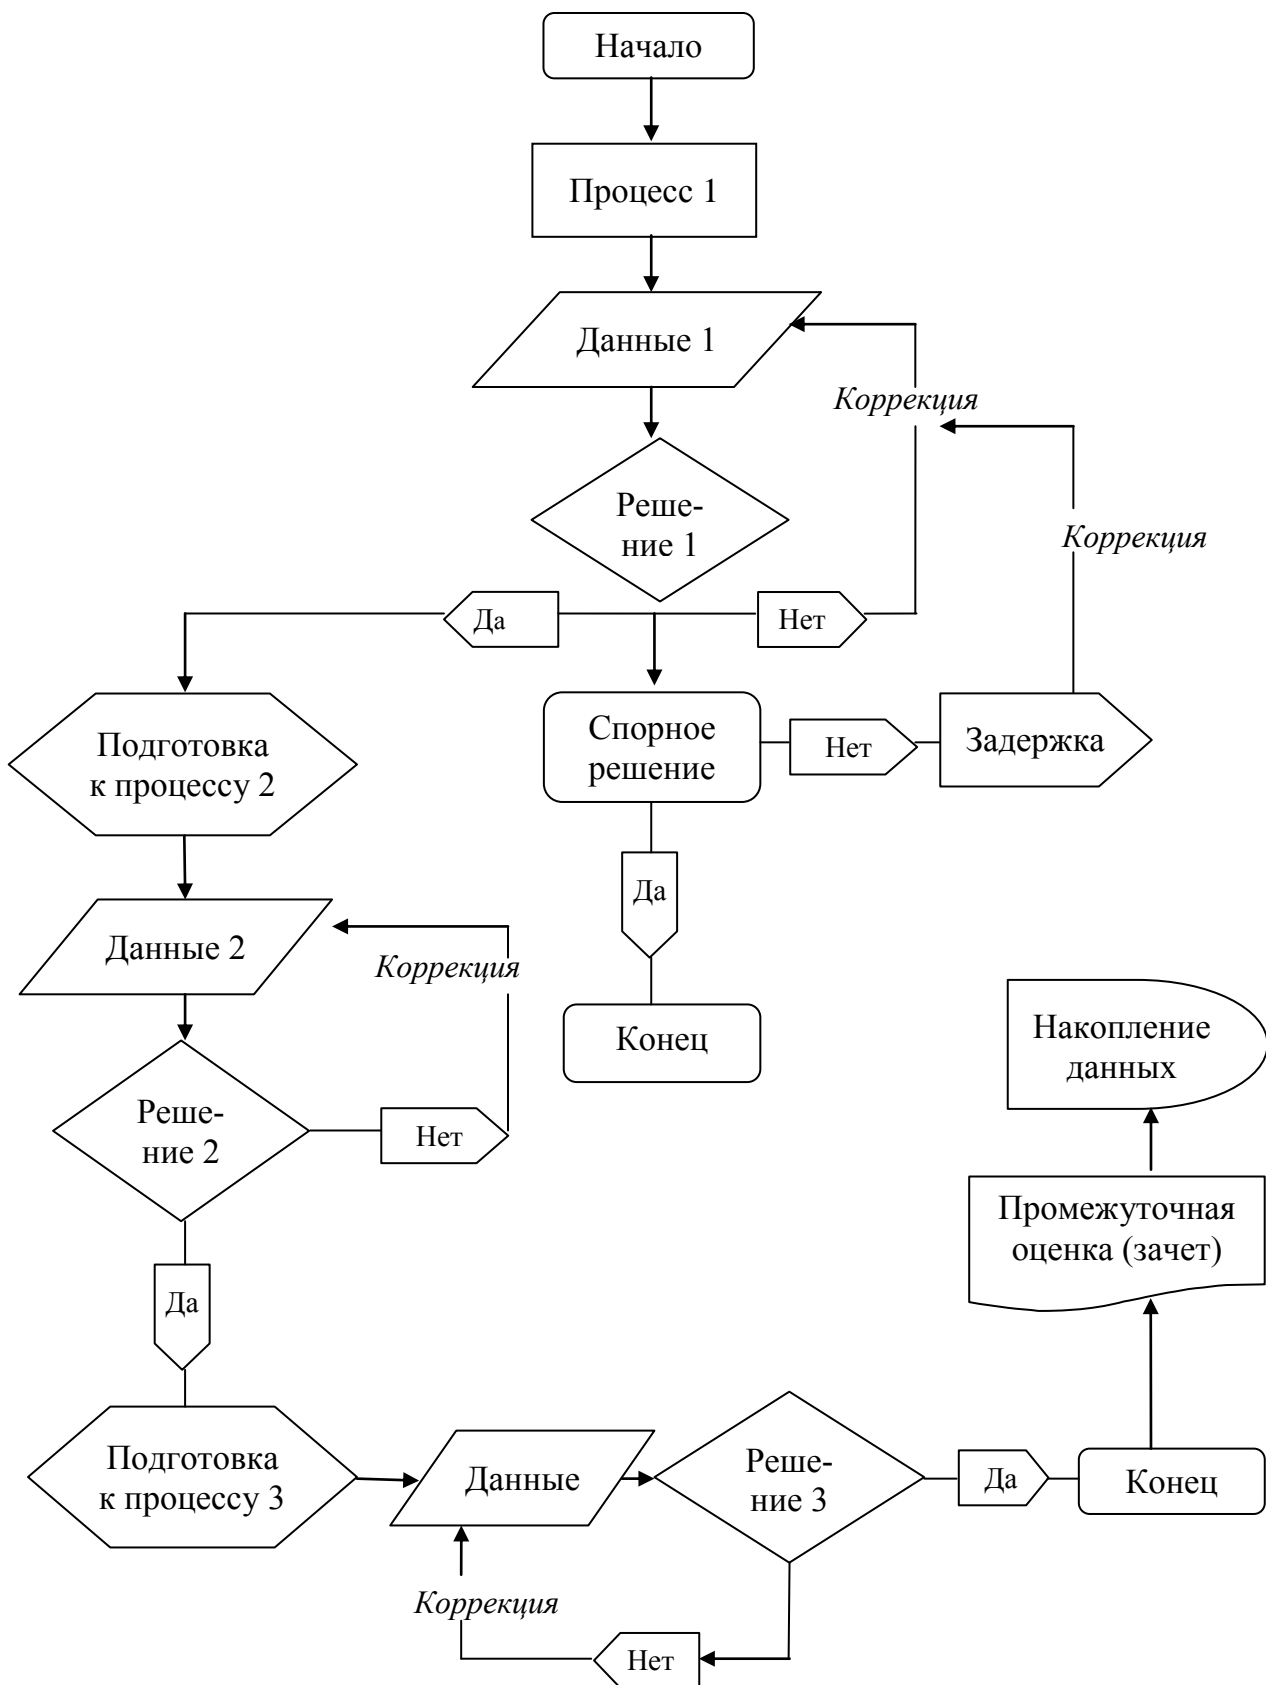 Начало
Процесс 1
Данные 1
Коррекция
Реше-
ние 1
Коррекция
Да
Нет
Подготовка
к процессу 2
Спорное
решение
Нет
Задержка
Да
Данные 2
Коррекция
Конец
Накопление
данных
Реше-
ние 2
Нет
Промежуточная
оценка (зачет)
Да
Подготовка
к процессу 3
Данные
Реше-
ние 3
Да
Конец
Коррекция
Нет